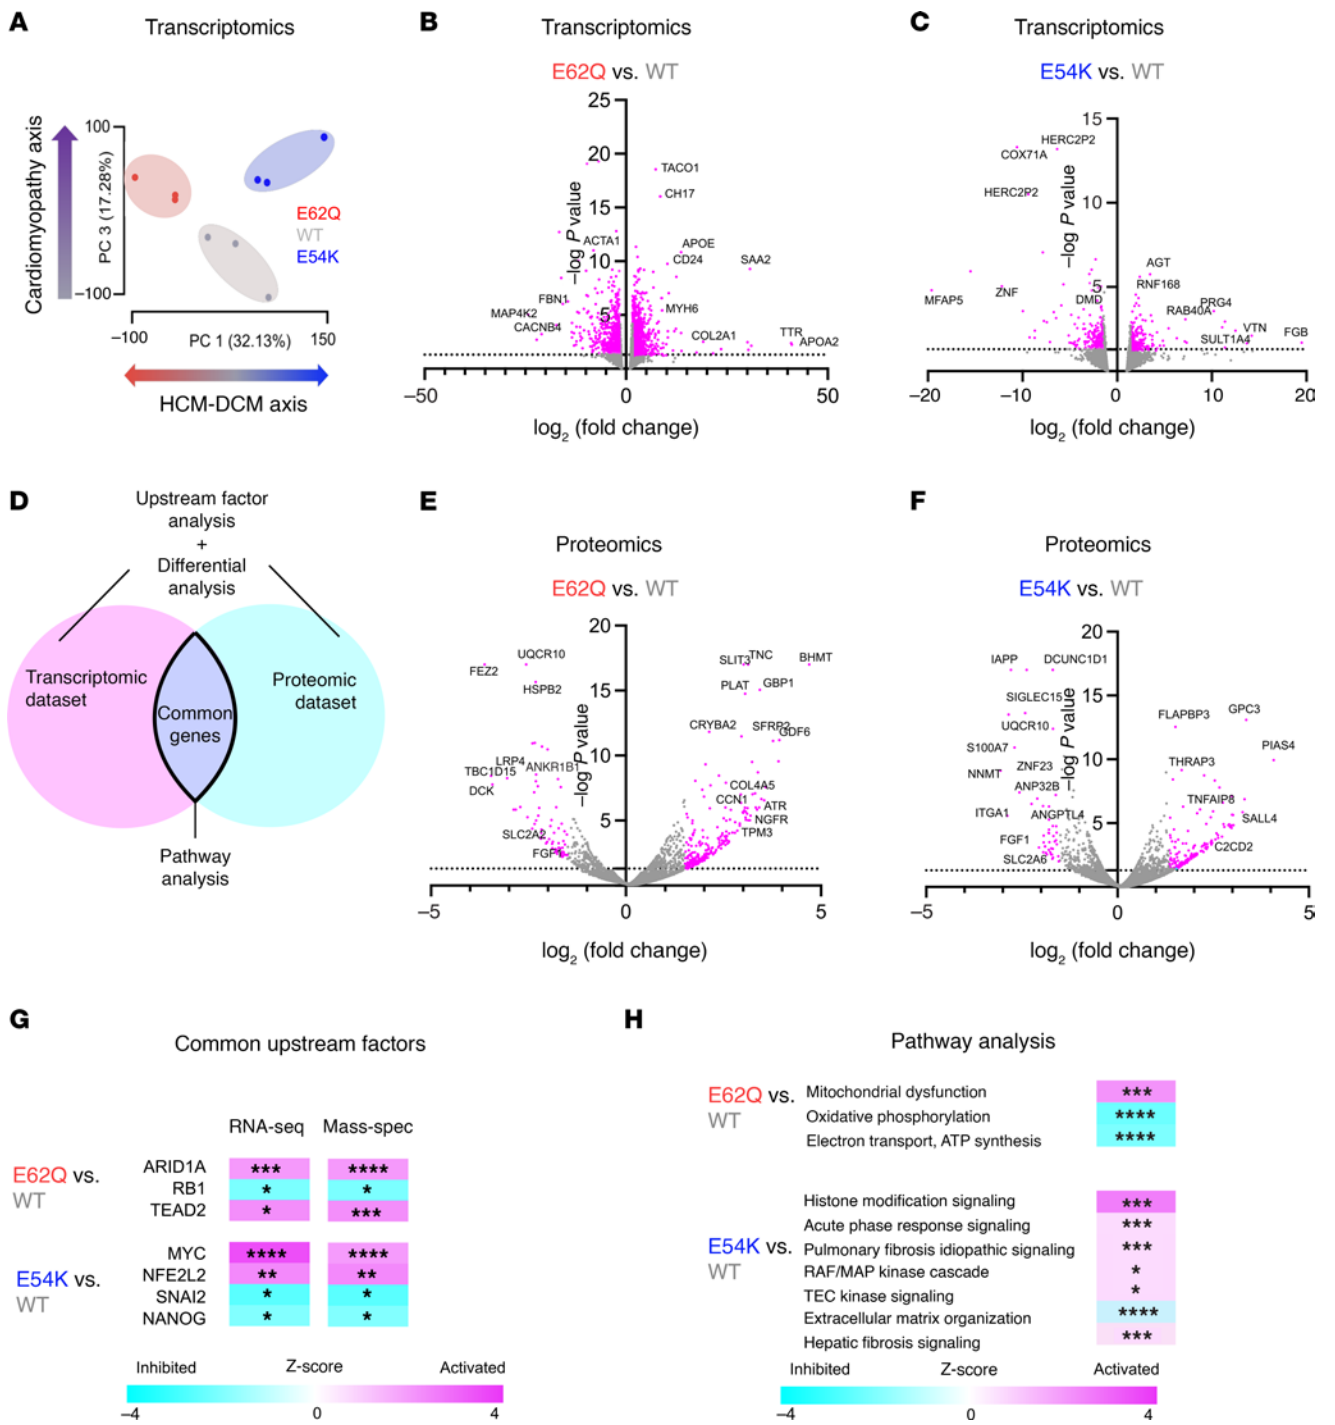 A
Transcriptomics
Cardiomyopathy axis
PC 3 (17.28%)
100
−100
E62Q
WT
E54K
−100
PC 1 (32.13%)
150
HCM-DCM axis
B
Transcriptomics
E62Q vs. WT
25
20
15
10
5
−log P value
TACO1
CH17
ACTA1
APOE
CD24
SAA2
FBN1
MAP4K2
MYH6
CACNB4
COL2A1
TTR
APOA2
−50
0
50
log2 (fold change)
C
Transcriptomics
E54K vs. WT
15
10
5
−log P value
HERC2P2
COX71A
HERC2P2
AGT
RNF168
ZNF
MFAP5
DMD
PRG4
RAB40A
VTN
FGB
SULT1A4
−20
−10
0
10
20
log2 (fold change)
D
Upstream factor
analysis
+
Differential
analysis
Transcriptomic
dataset
Common
genes
Proteomic
dataset
Pathway
analysis
E
Proteomics
E62Q vs. WT
20
15
10
5
−log P value
UQCR10
FEZ2
HSPB2
SLIT3
TNC
BHMT
PLAT
GBP1
CRYBA2
SFRP2
GDF6
LRP4
TBC1D15
ANKR1B1
DCK
COL4A5
CCN1
ATR
NGFR
SLC2A2
TPM3
FGF1
−5
0
5
log2 (fold change)
F
Proteomics
E54K vs. WT
20
15
10
5
−log P value
IAPP
DCUNC1D1
SIGLEC15
UQCR10
S100A7
NNMT
ZNF23
ANP32B
ITGA1
ANGPTL4
FGF1
SLC2A6
FLAPBP3
GPC3
PIAS4
THRAP3
TNFAIP8
SALL4
C2CD2
−5
0
5
log2 (fold change)
G
Common upstream factors
RNA-seq Mass-spec
E62Q vs.
WT
ARID1A *** ****
RB1 * *
TEAD2 * ***
E54K vs.
WT
MYC **** ****
NFE2L2 ** **
SNAI2 * *
NANOG * *
Inhibited Z-score Activated
−4 0 4
H
Pathway analysis
E62Q vs.
WT
Mitochondrial dysfunction ***
Oxidative phosphorylation ****
Electron transport, ATP synthesis ****
E54K vs.
WT
Histone modification signaling ***
Acute phase response signaling ***
Pulmonary fibrosis idiopathic signaling ***
RAF/MAP kinase cascade *
TEC kinase signaling *
Extracellular matrix organization ****
Hepatic fibrosis signaling ***
Inhibited Z-score Activated
−4 0 4